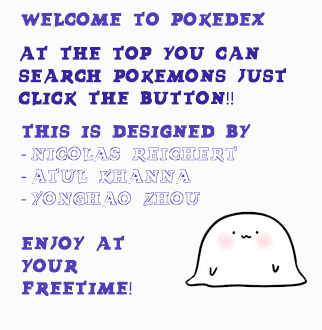 WELCOME TO POKEDEX
AT THE TOP YOU CAN
SEARCH POKEMONS JUST
CLICK THE BUTTON!!
THIS IS DESIGNED BY
- NICOLAS REICHERT
- ATUL KHANNA
- YONGHAO ZHOU
ENJOY AT
YOUR
FREETIME!